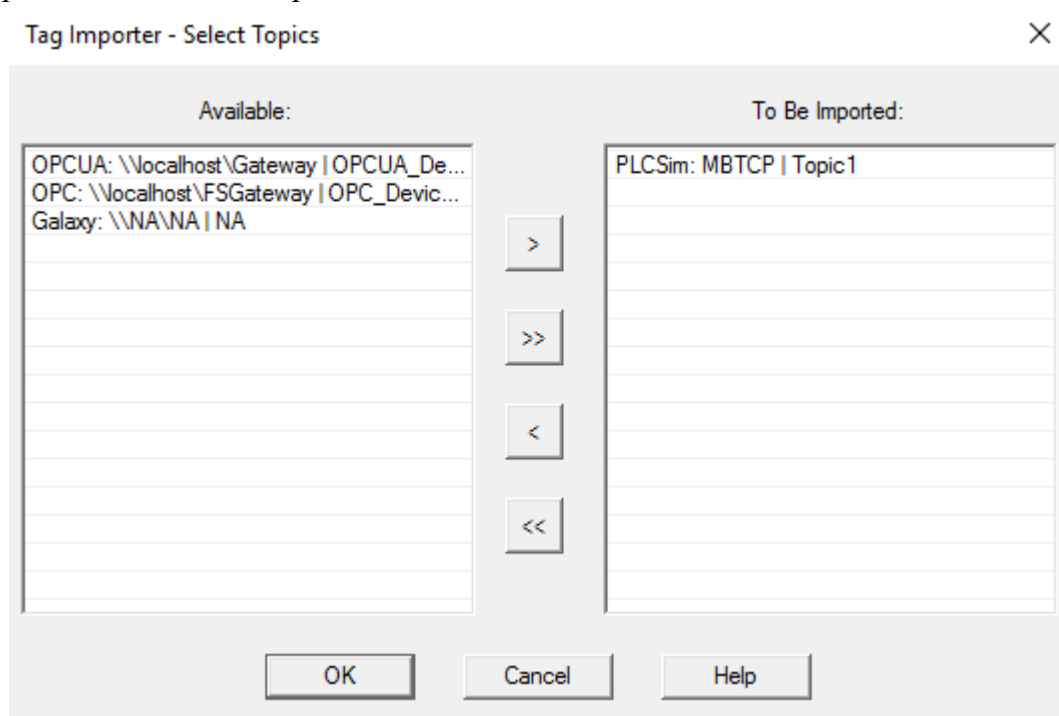 Tag Importer - Select Topics
Available:
To Be Imported:
OPCUA: \\localhost\Gateway | OPCUA_De...
OPC: \\localhost\FSGateway | OPC_Devic...
Galaxy: \\NA\NA | NA
PLCSim: MBTCP | Topic1
>
>>
<
<<
OK
Cancel
Help